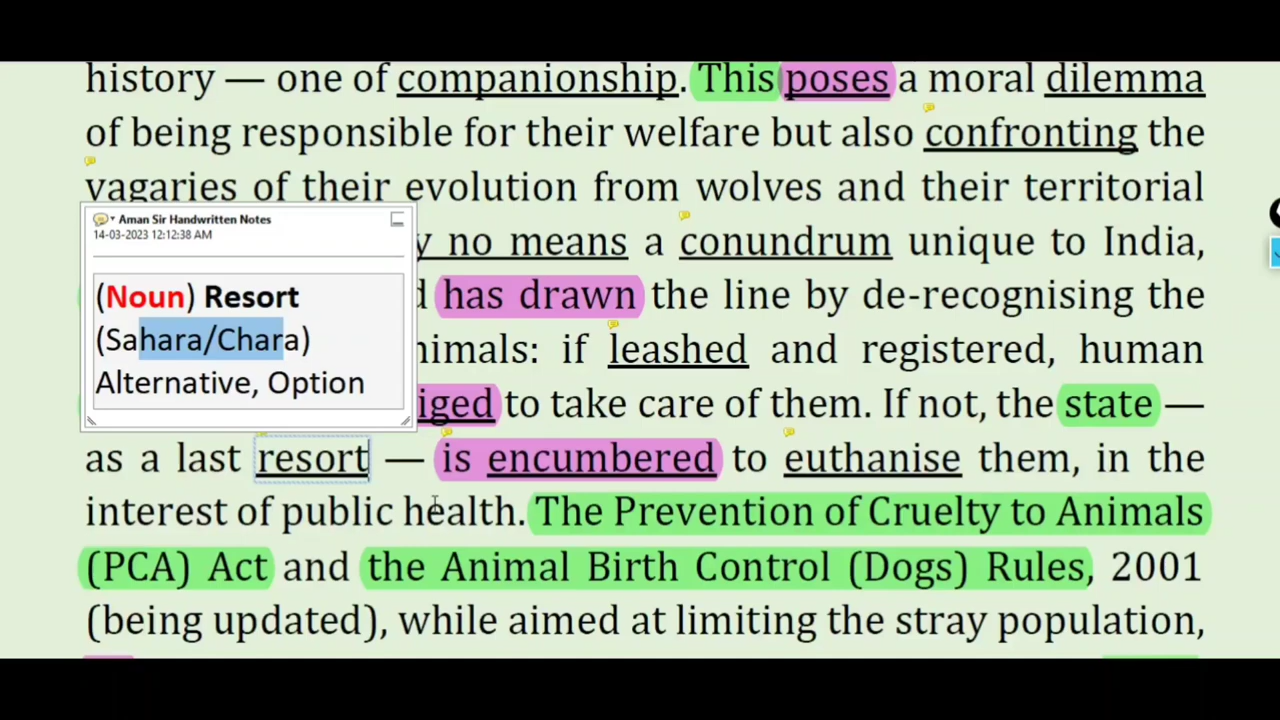 history — one of companionship. This poses a moral dilemma
of being responsible for their welfare but also confronting the
vagaries of their evolution from wolves and their territorial
Aman Sir Handwritten Notes
14-03-2023 12:12:38 AM
(Noun) Resort
(Sahara/Chara)
Alternative, Option
y no means a conundrum unique to India,
d has drawn the line by de-recognising the
nimals: if leashed and registered, human
iged to take care of them. If not, the state —
as a last resort — is encumbered to euthanise them, in the
interest of public health. The Prevention of Cruelty to Animals
(PCA) Act and the Animal Birth Control (Dogs) Rules, 2001
(being updated), while aimed at limiting the stray population,